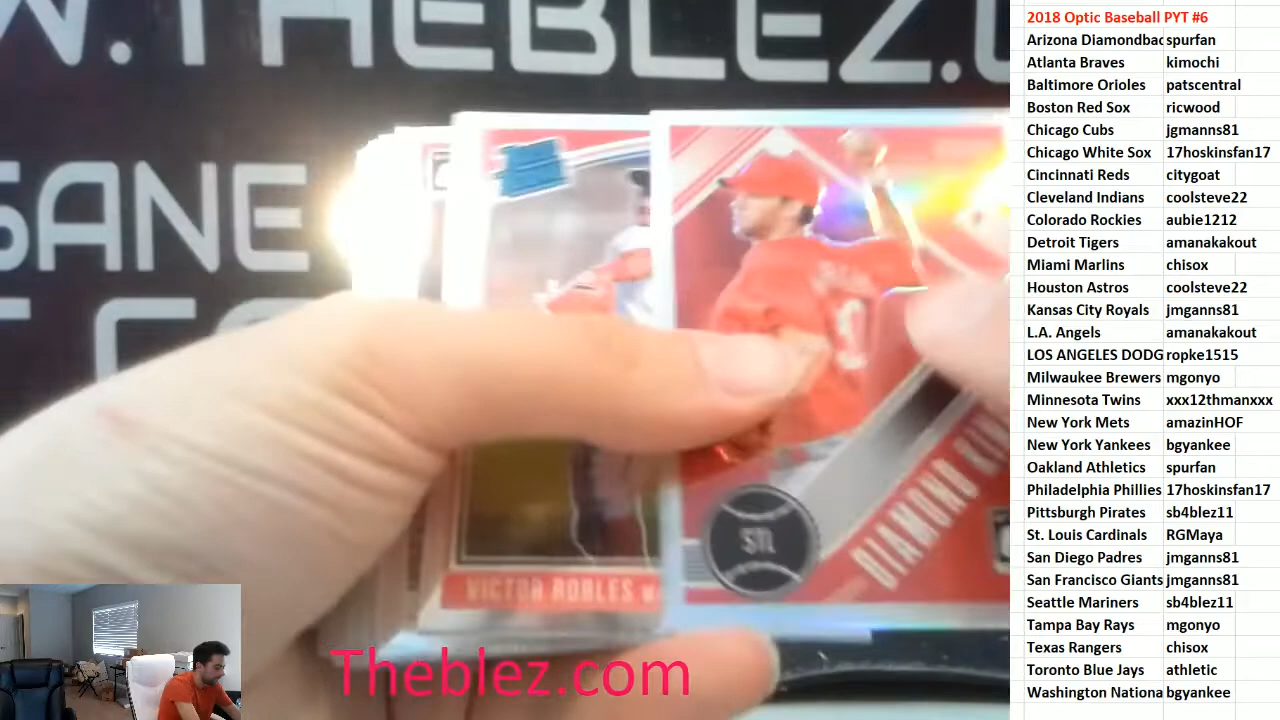 W.THEBLEZ.C
SANE
T.CO
VICTOR ROBLES
STL
DIAMOND KIN
Theblez.com
2018 Optic Baseball PYT #6
Arizona Diamondbac spurfan
Atlanta Braves kimochi
Baltimore Orioles patscentral
Boston Red Sox ricwood
Chicago Cubs jgmanns81
Chicago White Sox 17hoskinsfan17
Cincinnati Reds citygoat
Cleveland Indians coolsteve22
Colorado Rockies aubie1212
Detroit Tigers amanakakout
Miami Marlins chisox
Houston Astros coolsteve22
Kansas City Royals Jmganns81
L.A. Angels amanakakout
LOS ANGELES DODG ropke1515
Milwaukee Brewers mgonyo
Minnesota Twins xxx12thmanxxx
New York Mets amazinHOF
New York Yankees bgyankee
Oakland Athletics spurfan
Philadelphia Phillies 17hoskinsfan17
Pittsburgh Pirates sb4blez11
St. Louis Cardinals RGMaya
San Diego Padres jmganns81
San Francisco Giants jmganns81
Seattle Mariners sb4blez11
Tampa Bay Rays mgonyo
Texas Rangers chisox
Toronto Blue Jays athletic
Washington Nationa bgyankee